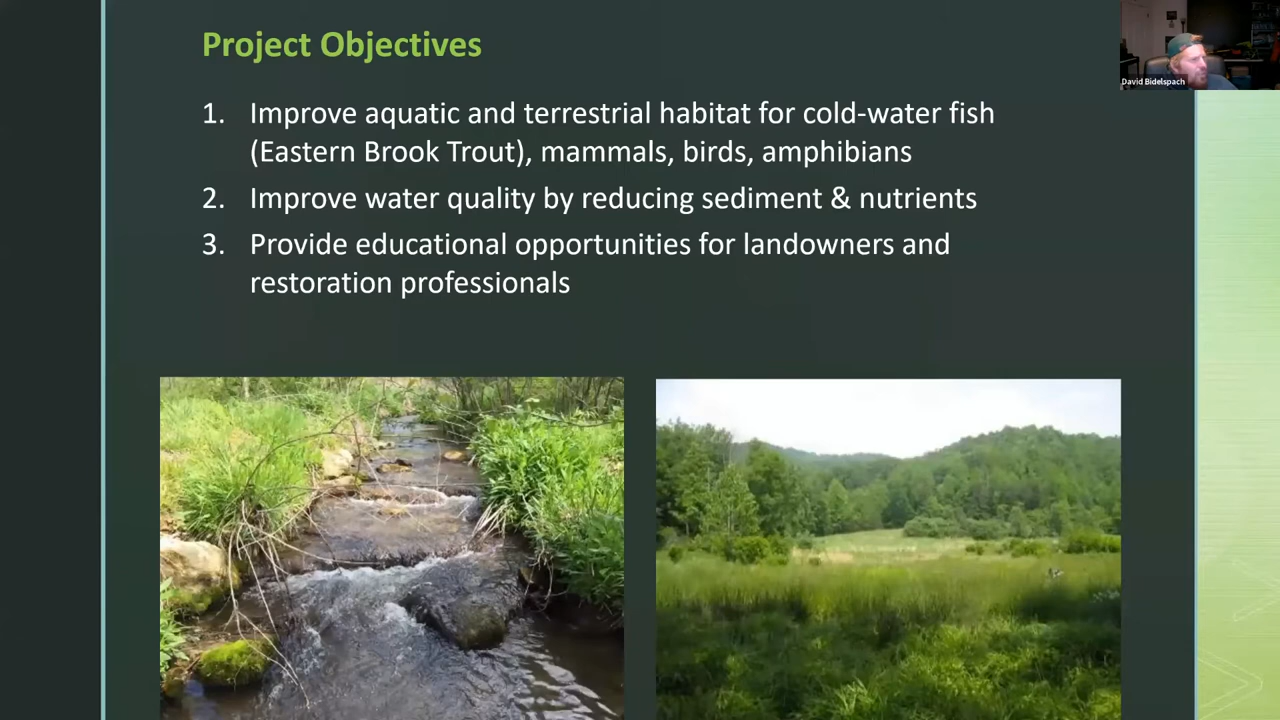 Project Objectives
David Bidelspach
1. Improve aquatic and terrestrial habitat for cold-water fish
(Eastern Brook Trout), mammals, birds, amphibians
2. Improve water quality by reducing sediment & nutrients
3. Provide educational opportunities for landowners and
restoration professionals